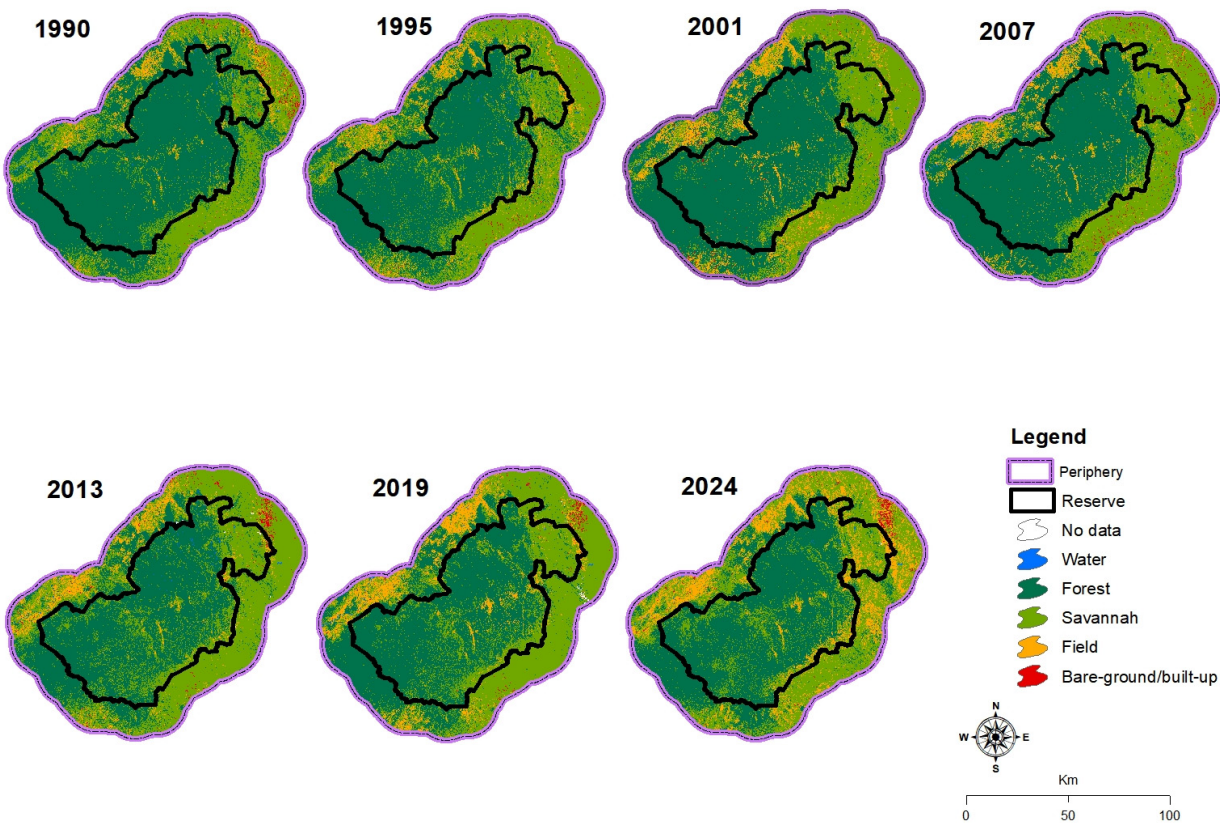 1990
1995
2001
2007
2013
2019
2024
Legend
Periphery
Reserve
No data
Water
Forest
Savannah
Field
Bare-ground/built-up
N
W E
S
Km
0 50 100